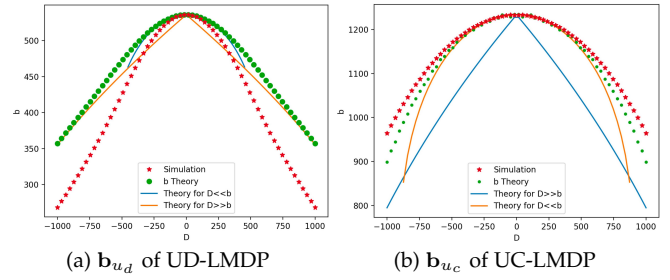 b
500
450
400
350
300
Simulation
b Theory
Theory for D<<b
Theory for D>>b
−1000 −750 −500 −250 0 250 500 750 1000
D
(a) b_{u_d} of UD-LMDP
b
1200
1100
1000
900
800
Simulation
b Theory
Theory for D>>b
Theory for D<<b
−1000 −750 −500 −250 0 250 500 750 1000
D
(b) b_{u_c} of UC-LMDP